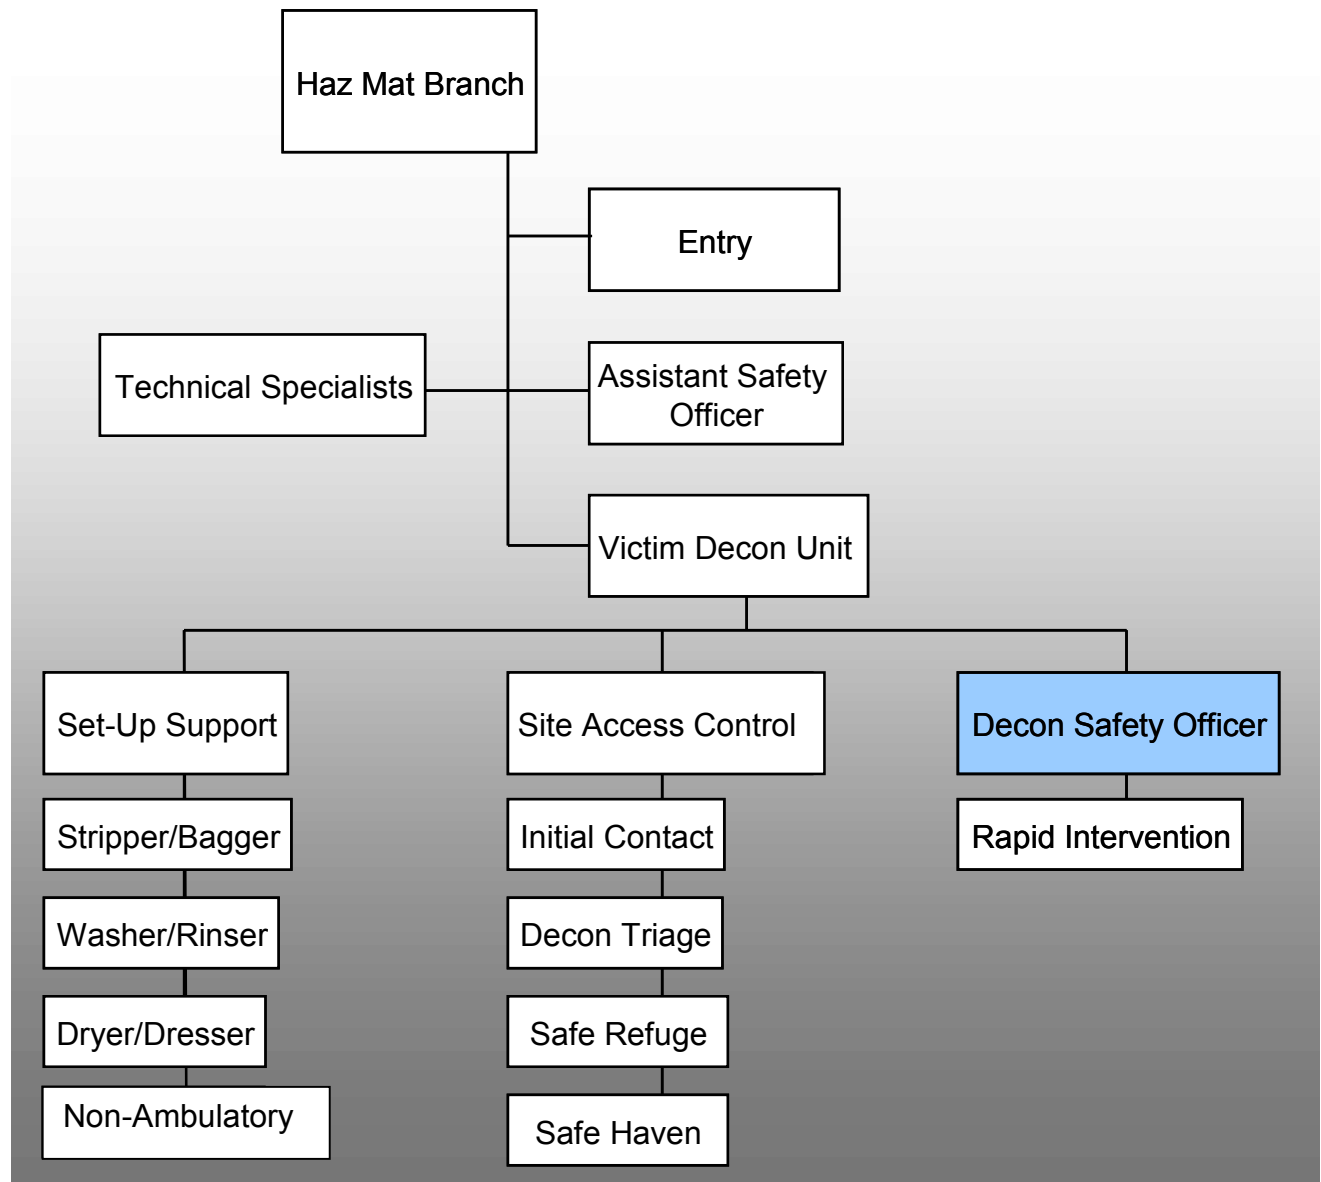 Haz Mat Branch
Entry
Technical Specialists
Assistant Safety
Officer
Victim Decon Unit
Set-Up Support
Site Access Control
Decon Safety Officer
Stripper/Bagger
Initial Contact
Rapid Intervention
Washer/Rinser
Decon Triage
Dryer/Dresser
Safe Refuge
Non-Ambulatory
Safe Haven